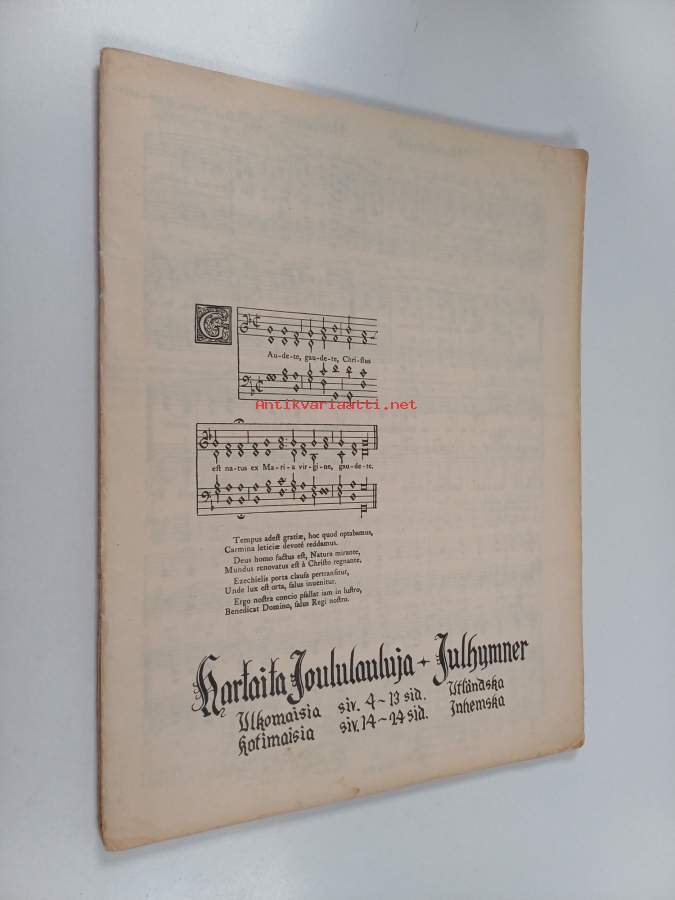 G
Au-de-te, gau-de-te, Chri-ſtus
Antikvariaatti.net
eſt na-tus ex Ma-ri-a vir-gi-ne, gau-de-te.
Tempus adeſt gratiæ, hoc quod optabamus,
Carmina leticiæ devotè reddamus.
Deus homo factus eſt, Natura mirante,
Mundus renovatus eſt à Chriſto regnante.
Ezechielis porta clauſa pertranſitur,
Unde lux eſt orta, ſalus invenitur.
Ergo noſtra concio pſallat iam in luſtro,
Benedicat Domino, ſalus Regi noſtro.
Hartaita Joululauluja + Julhymner
Ulkomaisia siv. 4~13 sid. Utländska
Kotimaisia siv. 14~24 sid. Inhemska